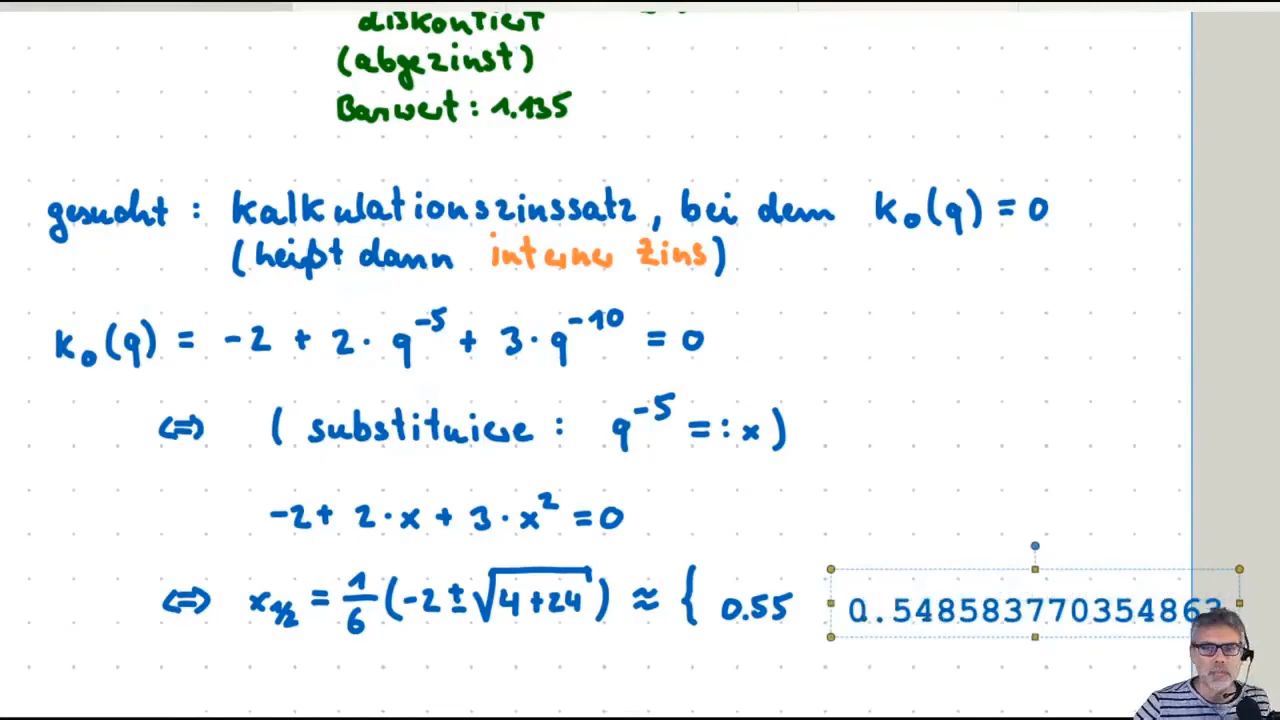 diskontiert
(abgezinst)
Barwert : 1.135
gesucht : Kalkulationszinssatz, bei dem K₀(q) = 0
(heißt dann interner Zins)
K₀(q) = -2 + 2 · q⁻⁵ + 3 · q⁻¹⁰ = 0
⇔ ( substituiere : q⁻⁵ =: x )
-2 + 2 · x + 3 · x² = 0
⇔ x₁/₂ = 1/6 (-2 ± √(4+24)) ≈ { 0.55 0.548583770354863